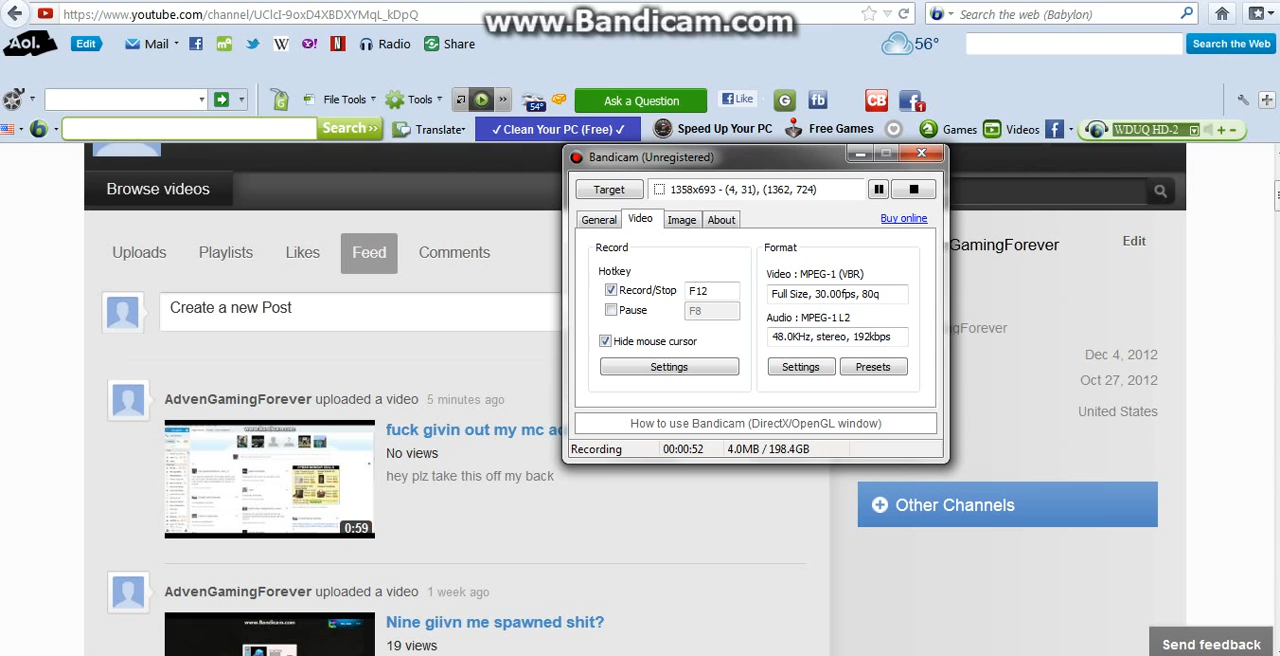 https://www.youtube.com/channel/UClcI-9oxD4XBDXYMqL_kDpQ
www.Bandicam.com
Search the web (Babylon)
Aol.
Edit
Mail
Radio
Share
56°
Search the Web
File Tools
Tools
54°
Ask a Question
Like
G
fb
CB
1
Search>>
Translate
✓ Clean Your PC (Free) ✓
Speed Up Your PC
Free Games
Games
Videos
WDUQ HD-2
Browse videos
Uploads
Playlists
Likes
Feed
Comments
Create a new Post
Bandicam (Unregistered)
Target
1358x693 - (4, 31), (1362, 724)
General
Video
Image
About
Buy online
Record
Hotkey
Record/Stop
F12
Pause
F8
Hide mouse cursor
Settings
Format
Video : MPEG-1 (VBR)
Full Size, 30.00fps, 80q
Audio : MPEG-1 L2
48.0KHz, stereo, 192kbps
Settings
Presets
How to use Bandicam (DirectX/OpenGL window)
Recording
00:00:52
4.0MB / 198.4GB
GamingForever
Edit
gForever
Dec 4, 2012
Oct 27, 2012
United States
Other Channels
AdvenGamingForever uploaded a video 5 minutes ago
fuck givin out my mc ac
No views
hey plz take this off my back
0:59
AdvenGamingForever uploaded a video 1 week ago
Nine giivn me spawned shit?
19 views
www.Bandicam.com
Send feedback